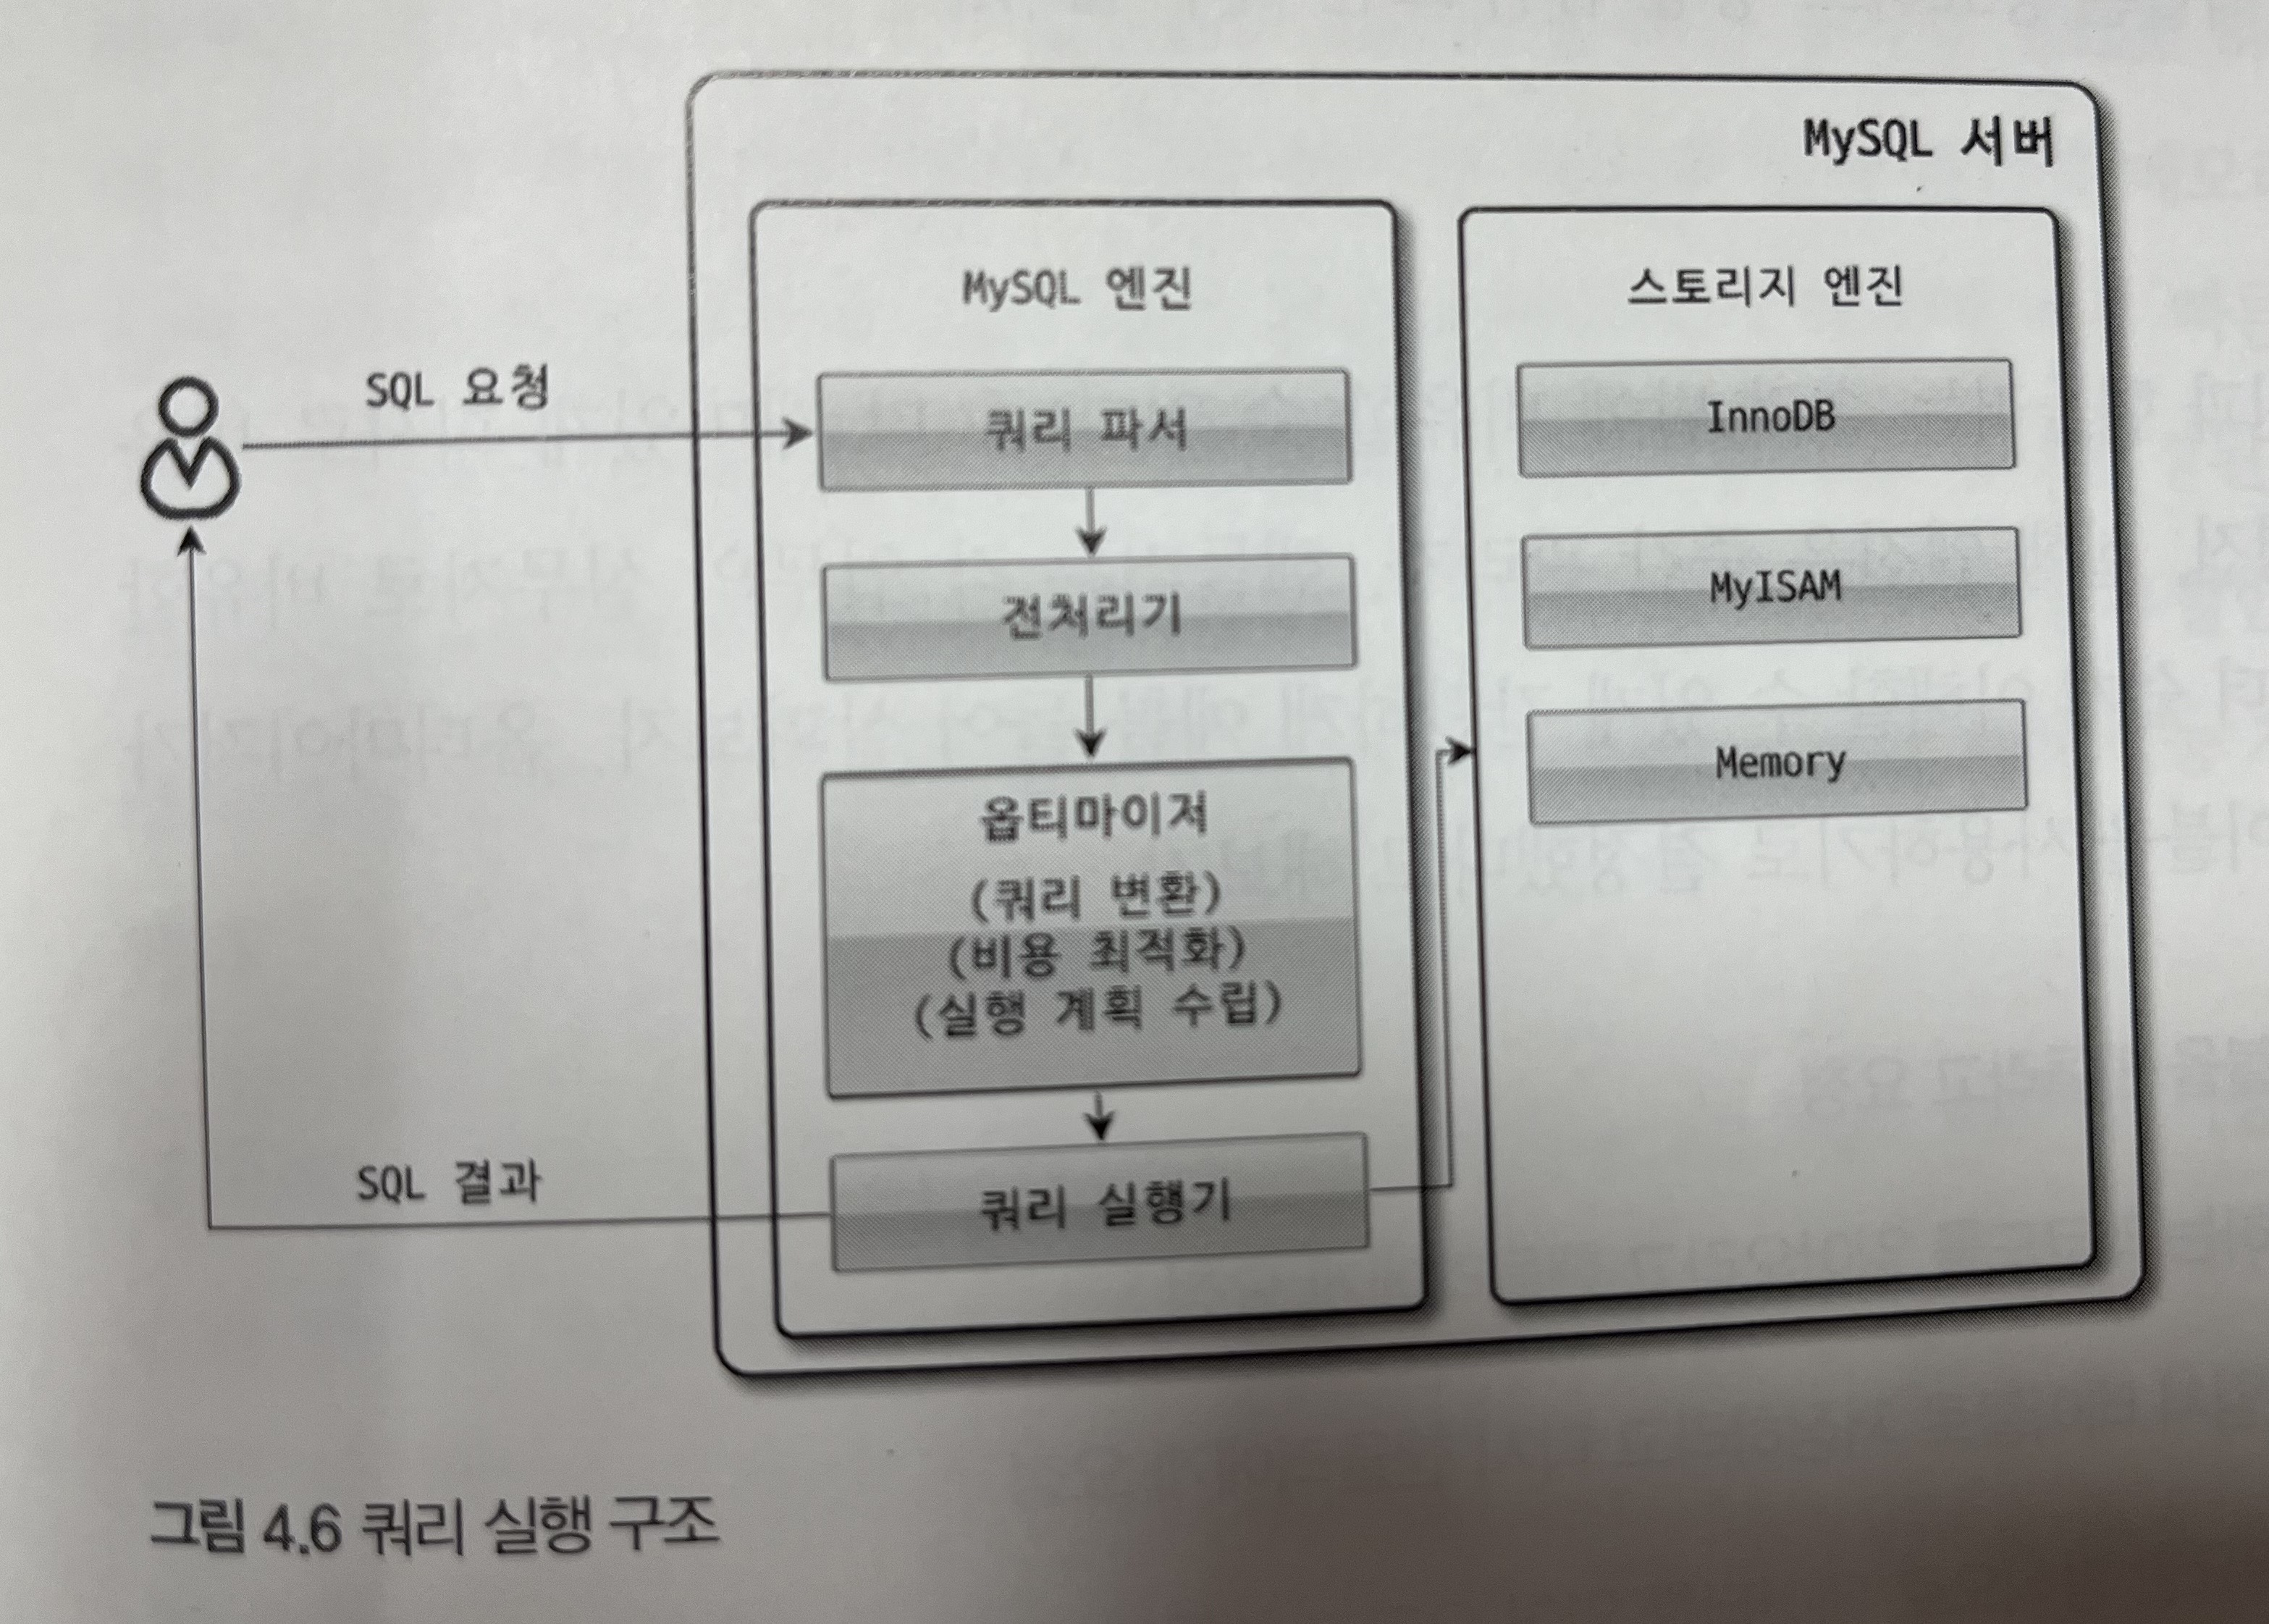 MySQL 서버
MySQL 엔진
스토리지 엔진
SQL 요청
쿼리 파서
전처리기
옵티마이저
(쿼리 변환)
(비용 최적화)
(실행 계획 수립)
쿼리 실행기
SQL 결과
InnoDB
MyISAM
Memory
그림 4.6 쿼리 실행 구조